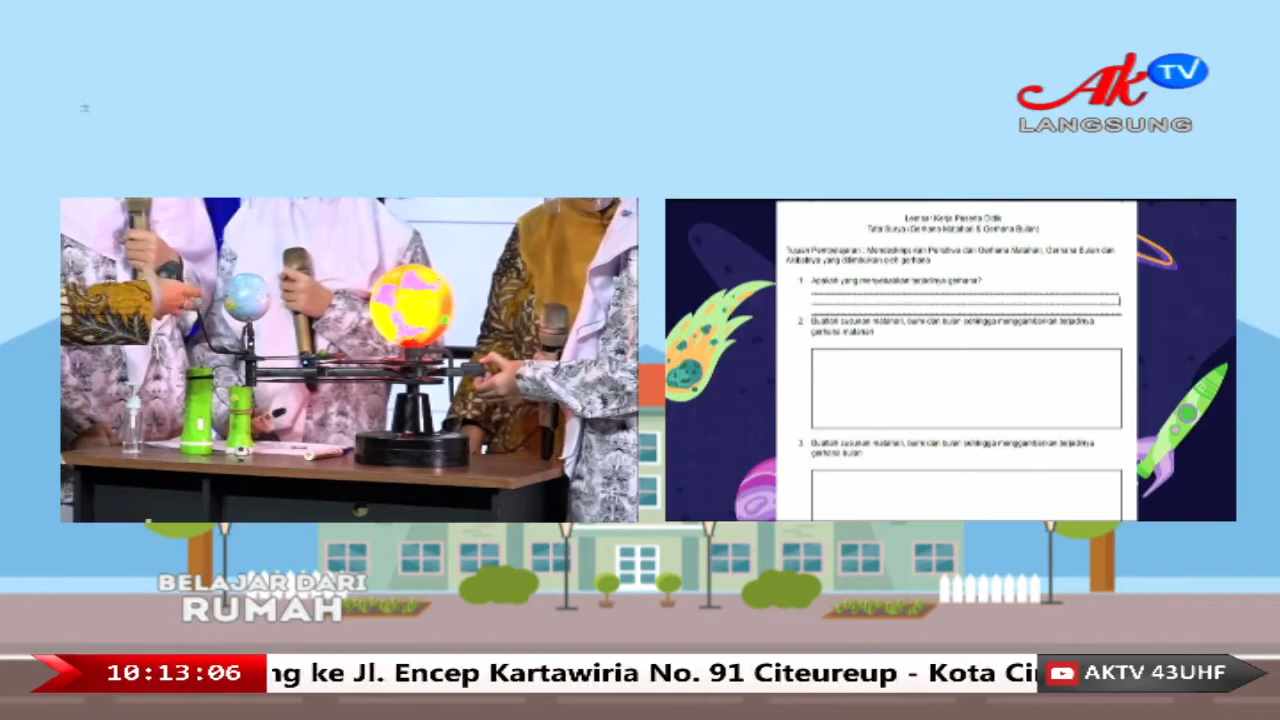 Ak TV
LANGSUNG
Lembar Kerja Peserta Didik
Tata Surya (Gerhana Matahari & Gerhana Bulan)
Tujuan Pembelajaran : Mendeskripsikan Peristiwa dari Gerhana Matahari, Gerhana Bulan dan
Akibatnya yang ditimbulkan oleh gerhana
1. Apakah yang menyebabkan terjadinya gerhana?
2. Buatlah susunan matahari, bumi dan bulan sehingga menggambarkan terjadinya
gerhana matahari
3. Buatlah susunan matahari, bumi dan bulan sehingga menggambarkan terjadinya
gerhana bulan
BELAJAR DARI
RUMAH
10:13:06
ng ke Jl. Encep Kartawiria No. 91 Citeureup - Kota Ci
AKTV 43UHF